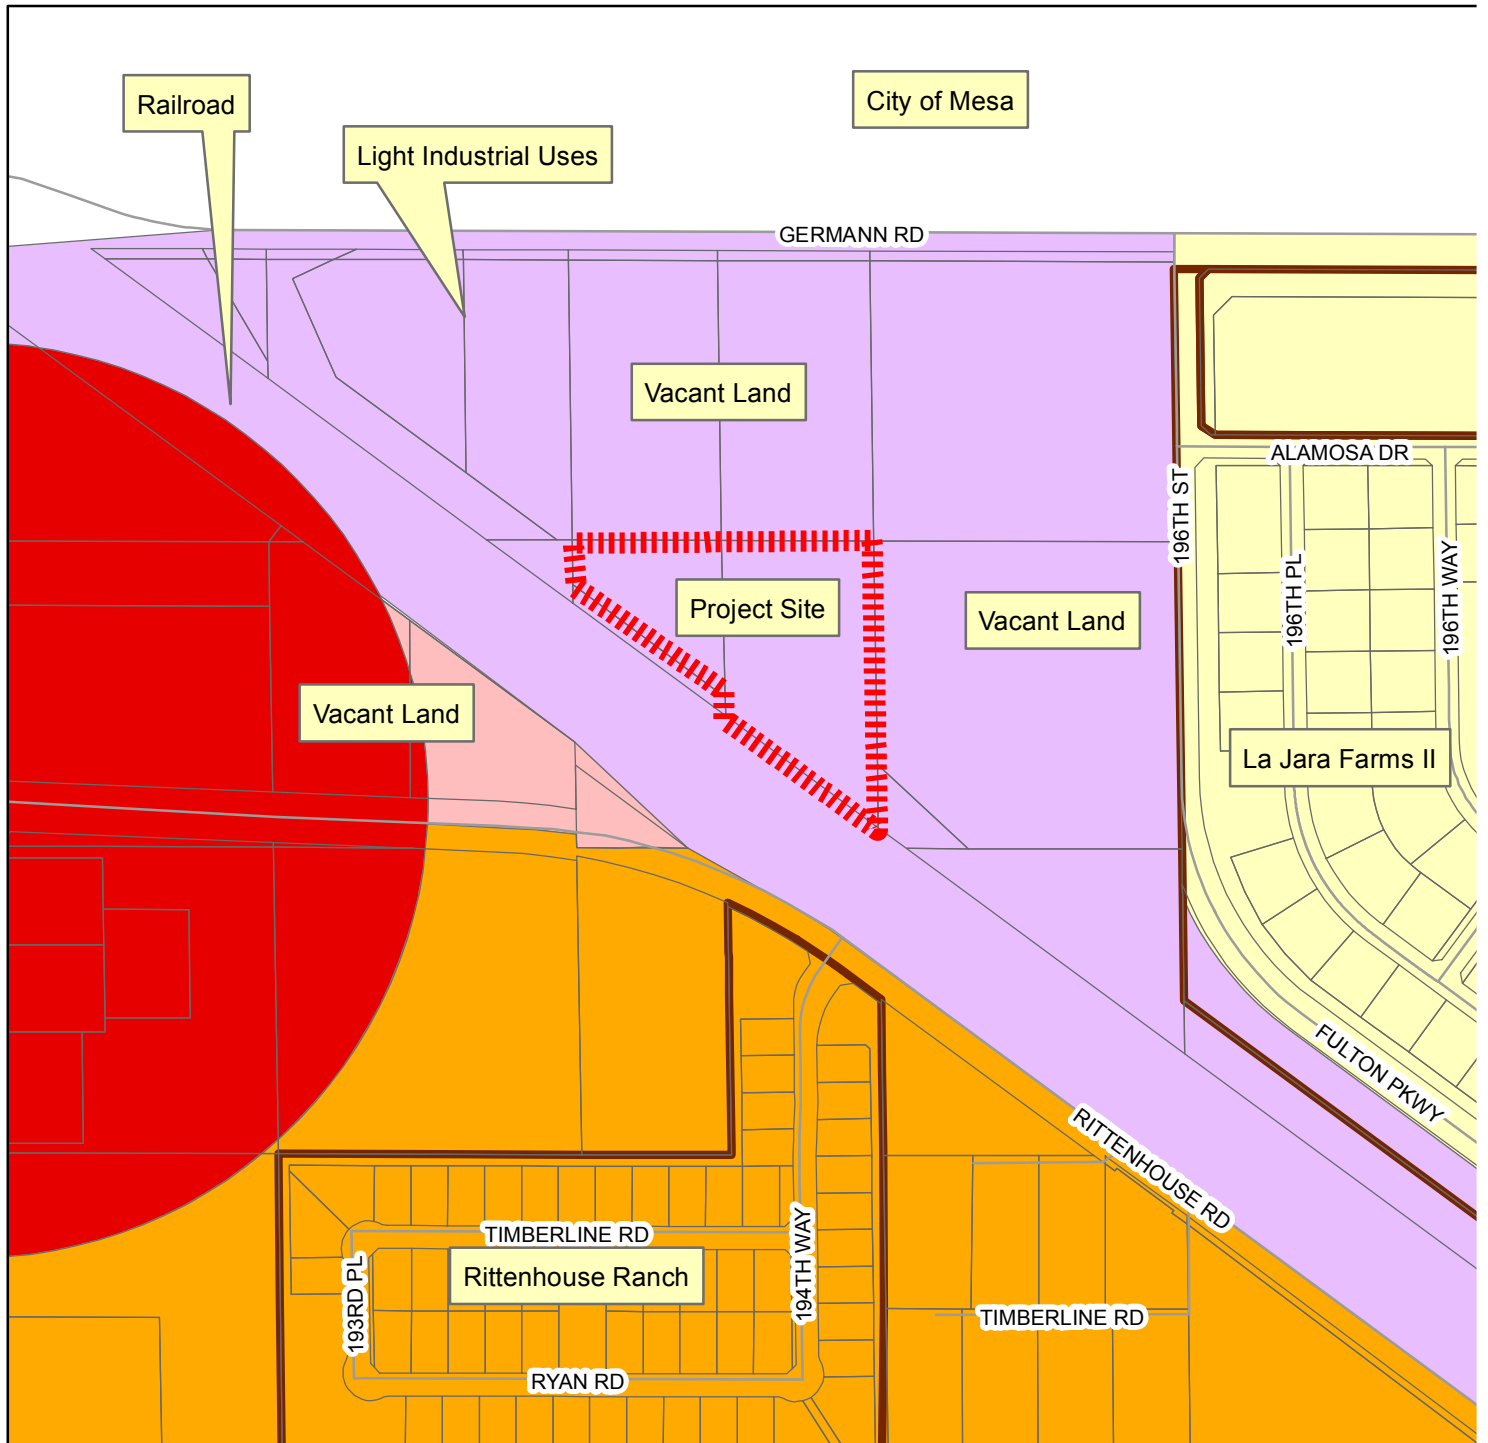 City of Mesa
Railroad
Light Industrial Uses
GERMANN RD
Vacant Land
ALAMOSA DR
196TH ST
196TH PL
196TH WAY
Project Site
Vacant Land
Vacant Land
La Jara Farms II
FULTON PKWY
RITTENHOUSE RD
TIMBERLINE RD
194TH WAY
193RD PL
Rittenhouse Ranch
TIMBERLINE RD
RYAN RD